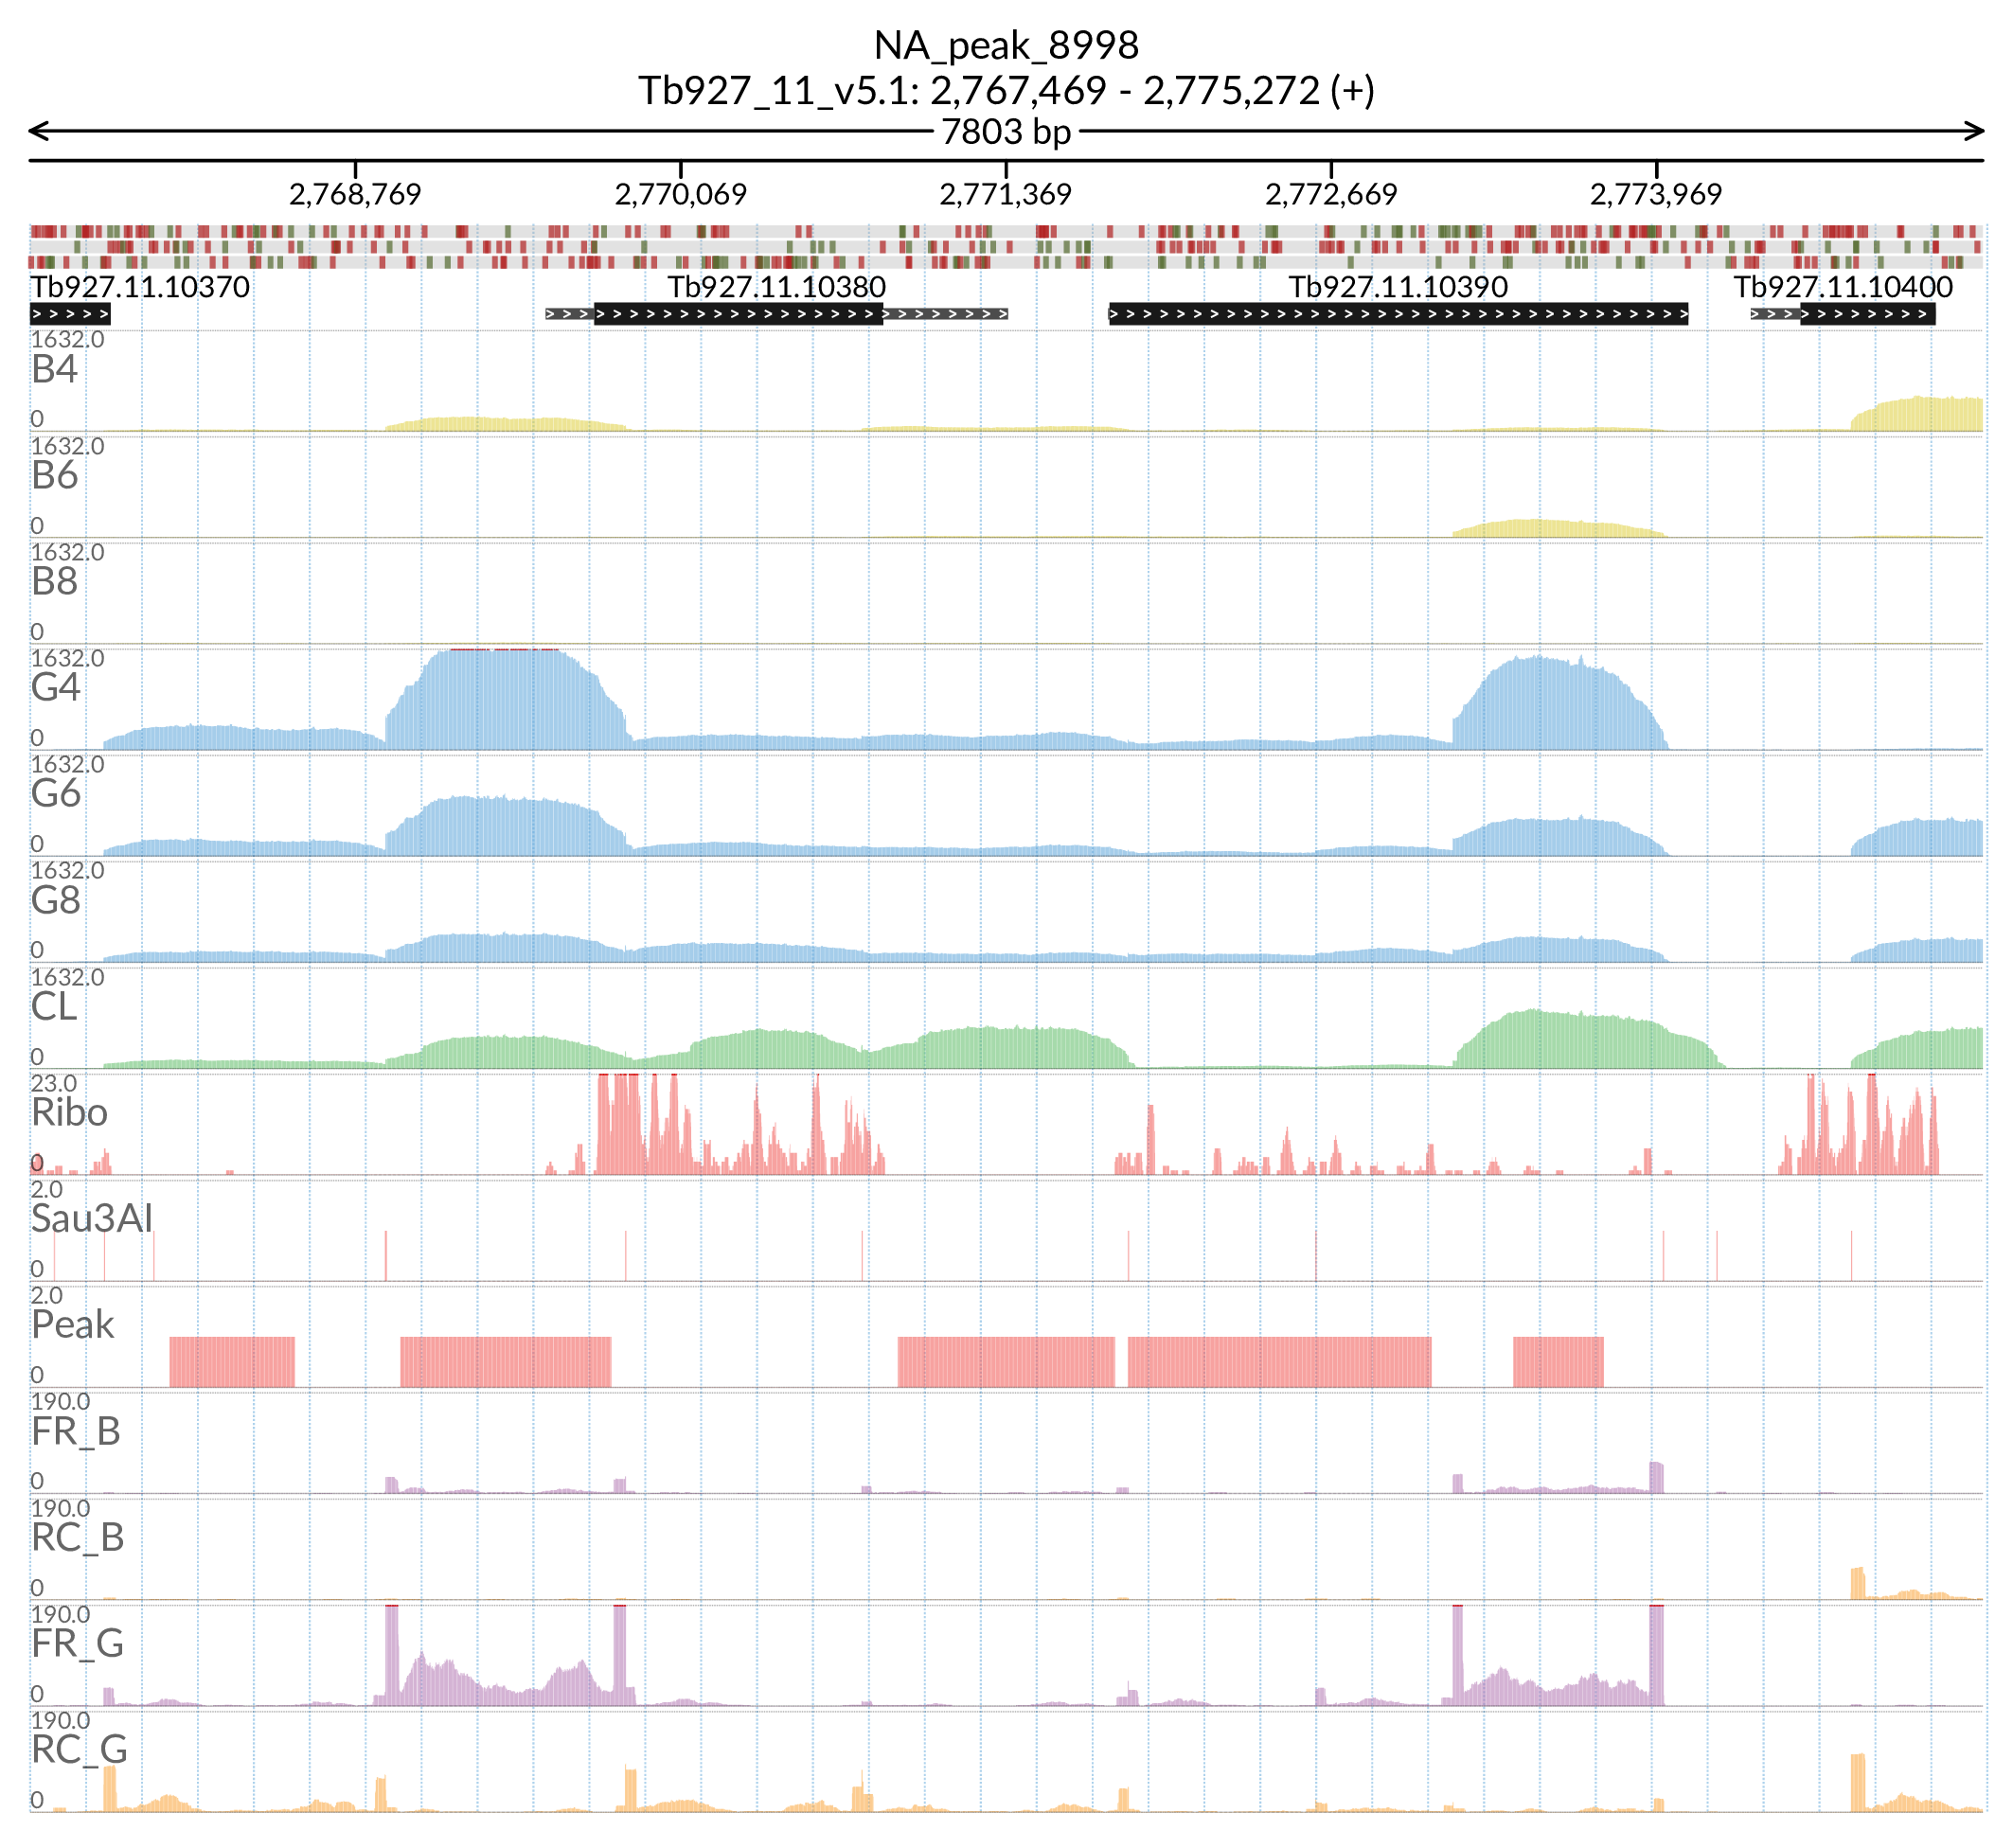 NA_peak_8998
Tb927_11_v5.1: 2,767,469 - 2,775,272 (+)
7803 bp
2,768,769 2,770,069 2,771,369 2,772,669 2,773,969
Tb927.11.10370 Tb927.11.10380 Tb927.11.10390 Tb927.11.10400
1632.0
B4
0
1632.0
B6
0
1632.0
B8
0
1632.0
G4
0
1632.0
G6
0
1632.0
G8
0
1632.0
CL
0
23.0
Ribo
0
2.0
Sau3AI
0
2.0
Peak
0
190.0
FR_B
0
190.0
RC_B
0
190.0
FR_G
0
190.0
RC_G
0